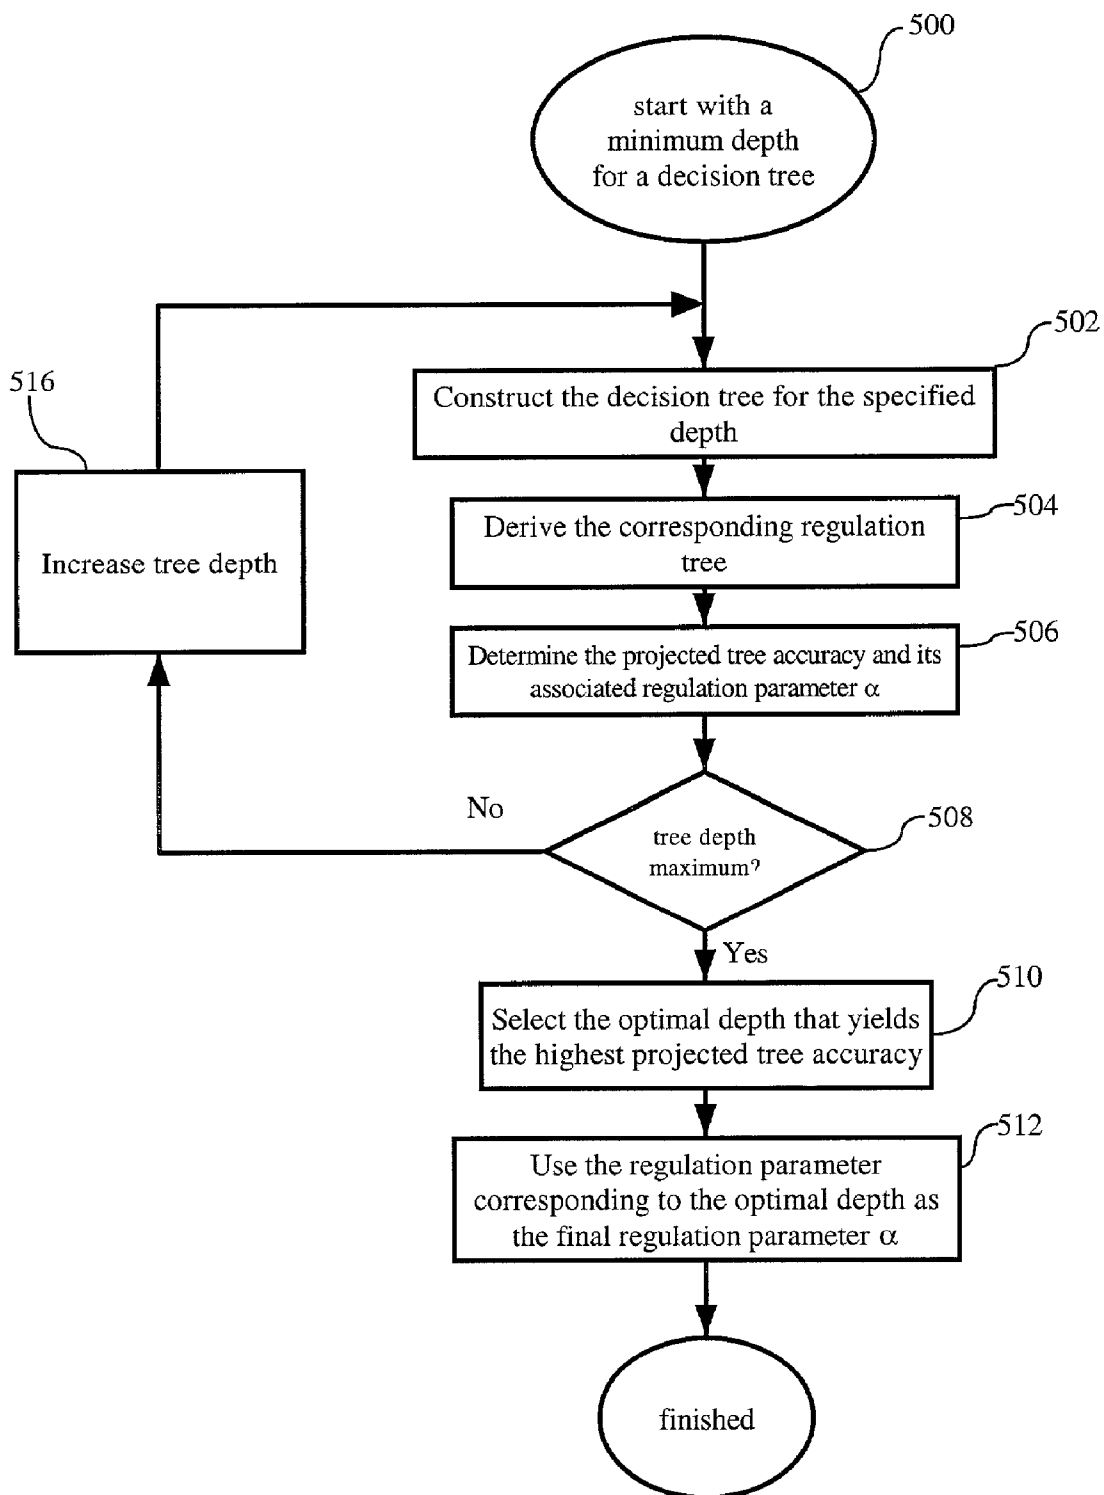 500
start with a
minimum depth
for a decision tree
502
Construct the decision tree for the specified
depth
516
Increase tree depth
504
Derive the corresponding regulation
tree
506
Determine the projected tree accuracy and its
associated regulation parameter α
No
508
tree depth
maximum?
Yes
510
Select the optimal depth that yields
the highest projected tree accuracy
512
Use the regulation parameter
corresponding to the optimal depth as
the final regulation parameter α
finished